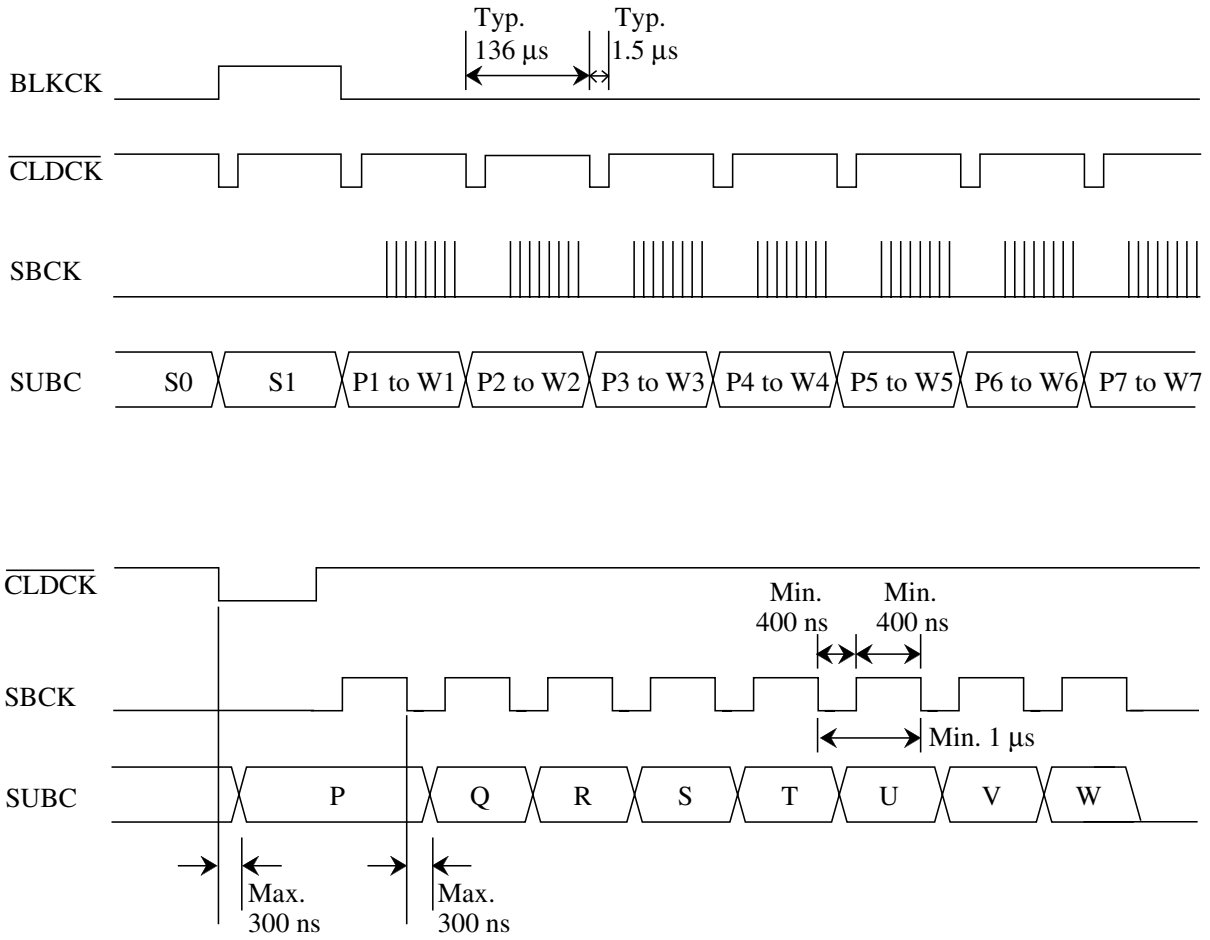 Typ. Typ.
136 μs 1.5 μs
BLKCK
CLDCK
SBCK
SUBC S0 S1 P1 to W1 P2 to W2 P3 to W3 P4 to W4 P5 to W5 P6 to W6 P7 to W7
CLDCK
Min. Min.
400 ns 400 ns
SBCK
Min. 1 μs
SUBC P Q R S T U V W
Max. Max.
300 ns 300 ns